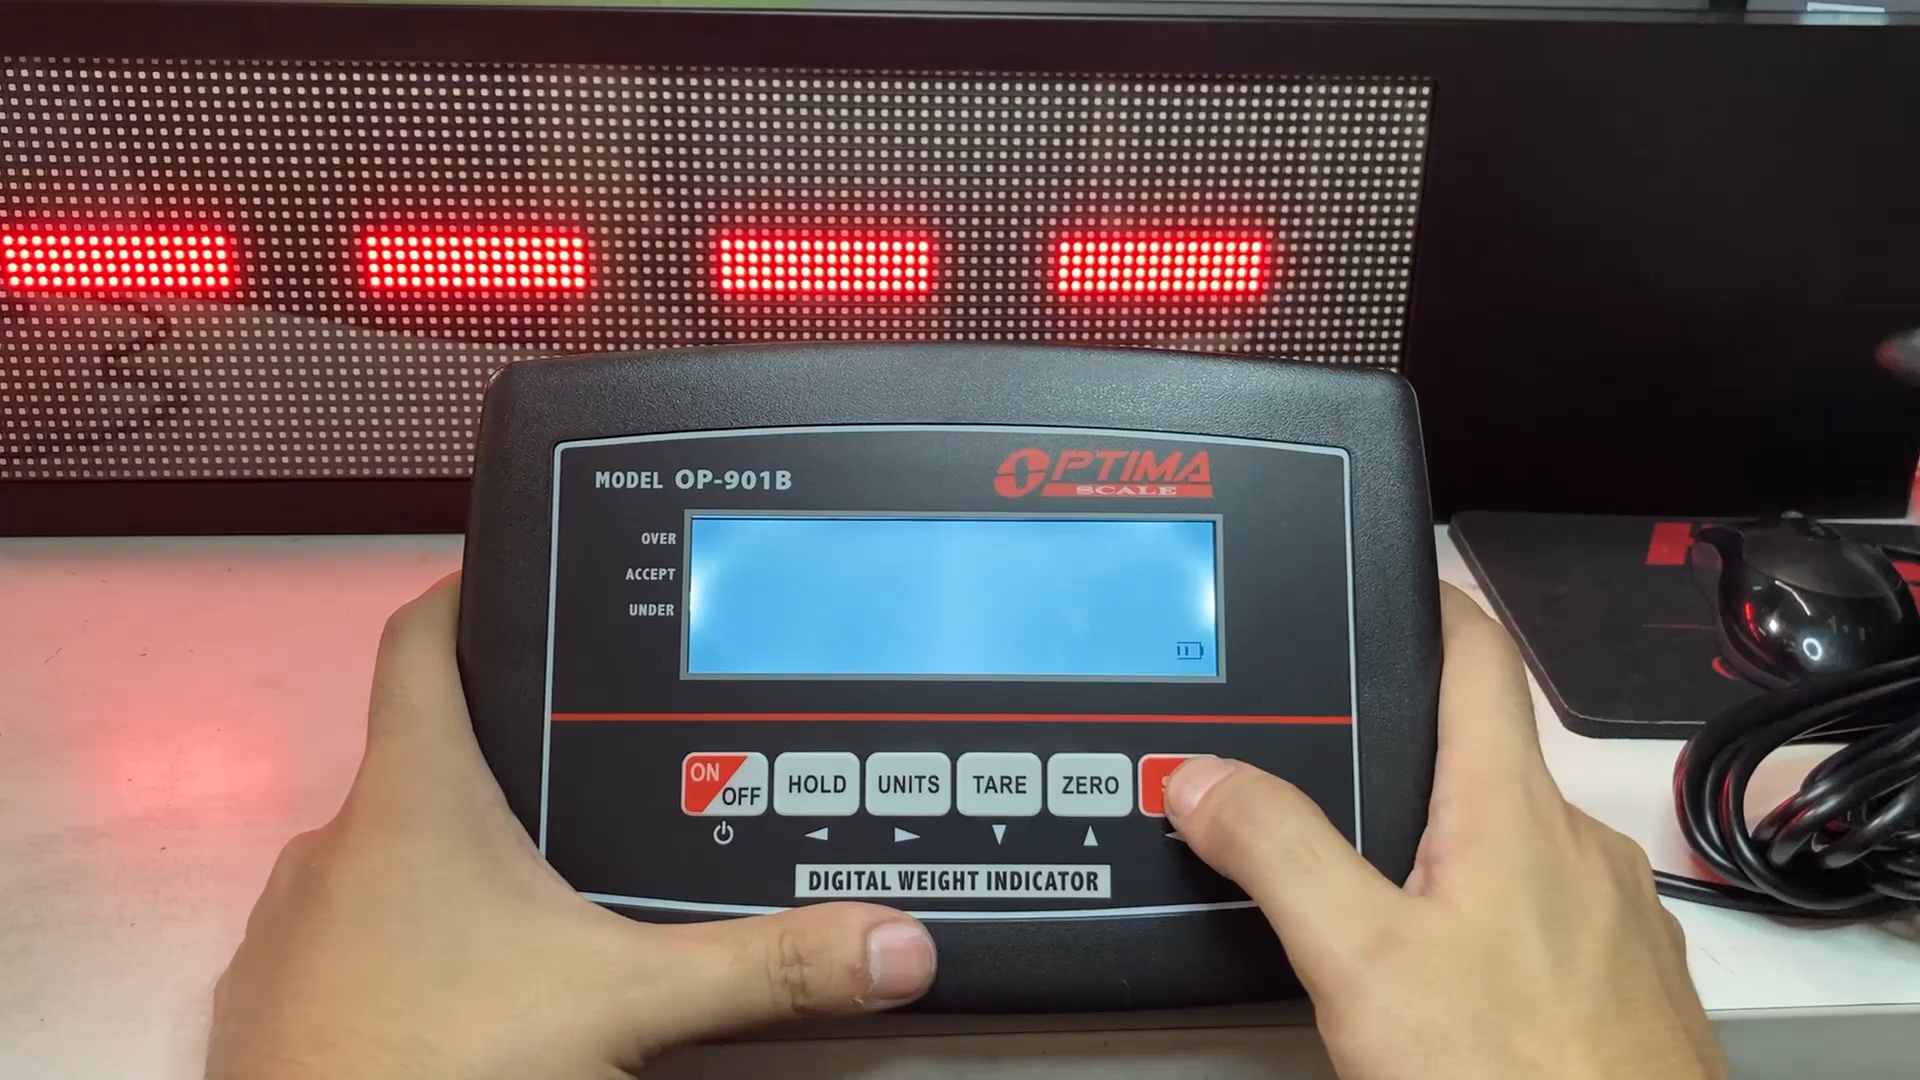 MODEL OP-901B
OPTIMA
SCALE
OVER
ACCEPT
UNDER
ON
OFF
HOLD
UNITS
TARE
ZERO
DIGITAL WEIGHT INDICATOR